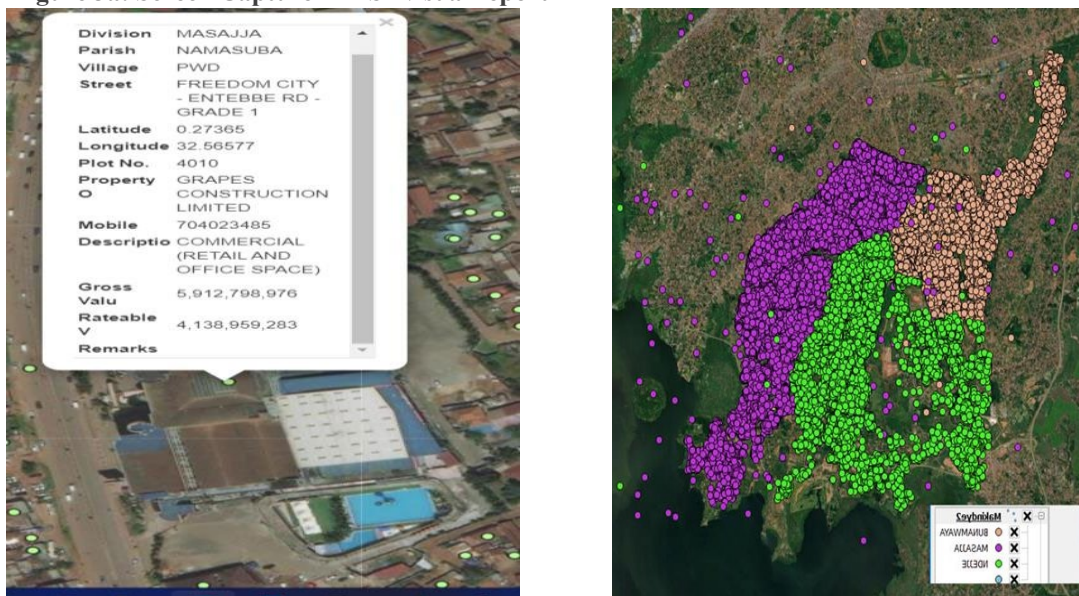 Division MASAJJA
Parish NAMASUBA
Village PWD
Street FREEDOM CITY
- ENTEBBE RD -
GRADE 1
Latitude 0.27365
Longitude 32.56577
Plot No. 4010
Property GRAPES
O CONSTRUCTION
LIMITED
Mobile 704023485
Descriptio COMMERCIAL
(RETAIL AND
OFFICE SPACE)
Gross
Valu 5,912,798,976
Rateable
V 4,138,959,283
Remarks
Makindye2
BUNAMWAYA
MASAJJA
NDEJJE